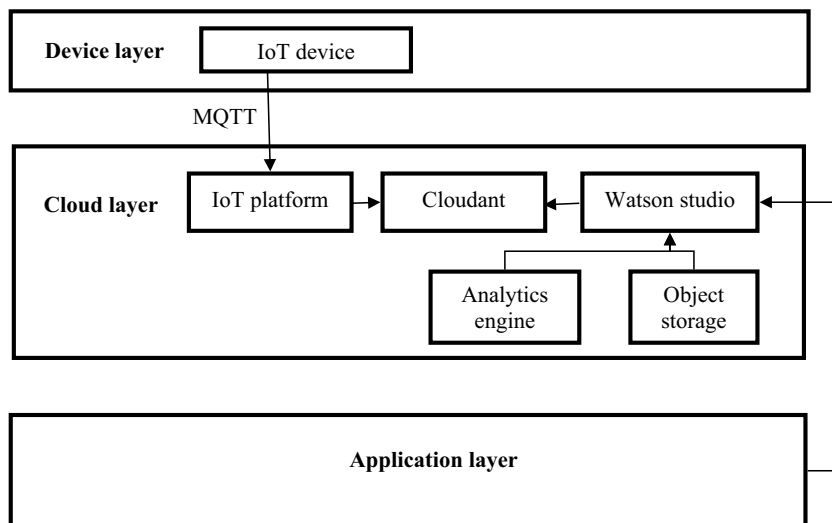 Device layer
IoT device
MQTT
Cloud layer
IoT platform
Cloudant
Watson studio
Analytics
engine
Object
storage
Application layer